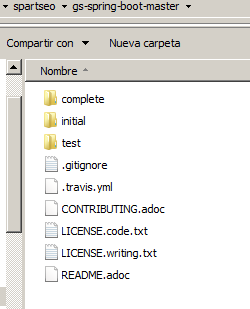 spartseo gs-spring-boot-master
Compartir con Nueva carpeta
Nombre
complete
initial
test
.gitignore
.travis.yml
CONTRIBUTING.adoc
LICENSE.code.txt
LICENSE.writing.txt
README.adoc